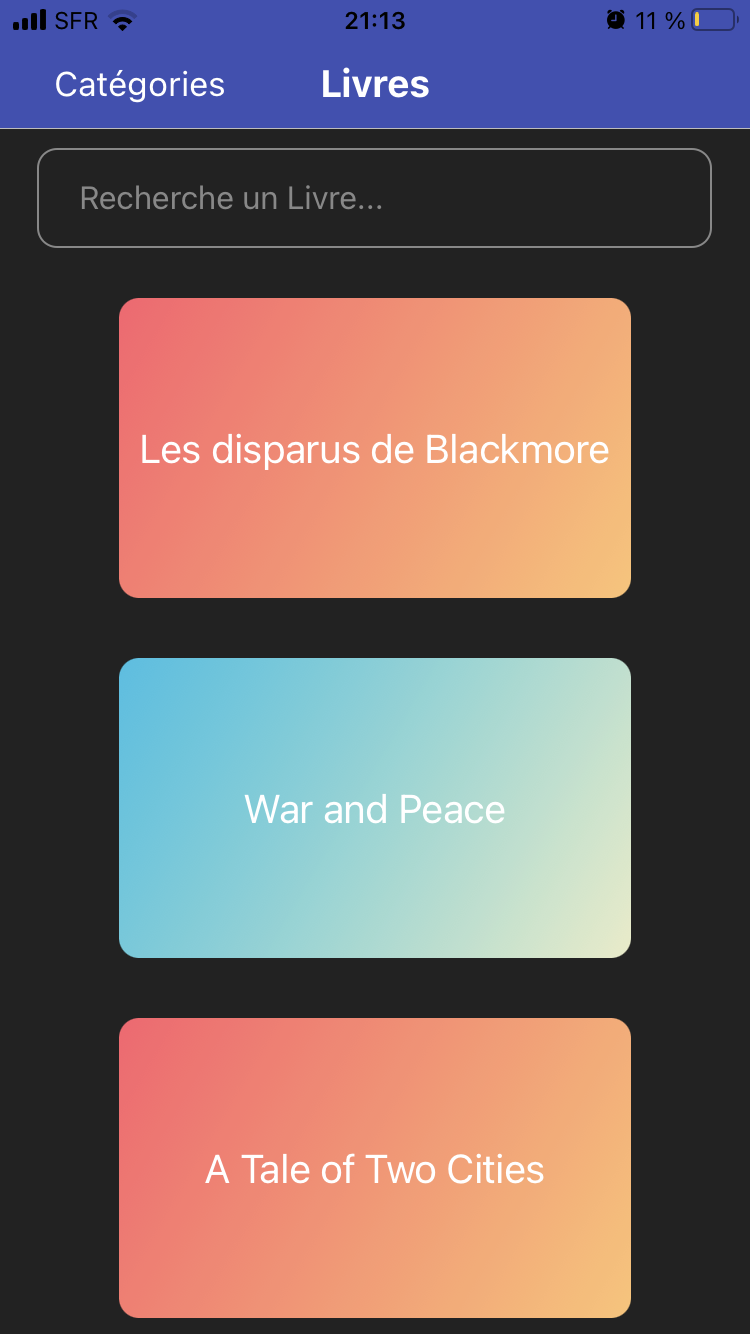 SFR 21:13 11 %
Catégories Livres
Recherche un Livre...
Les disparus de Blackmore
War and Peace
A Tale of Two Cities